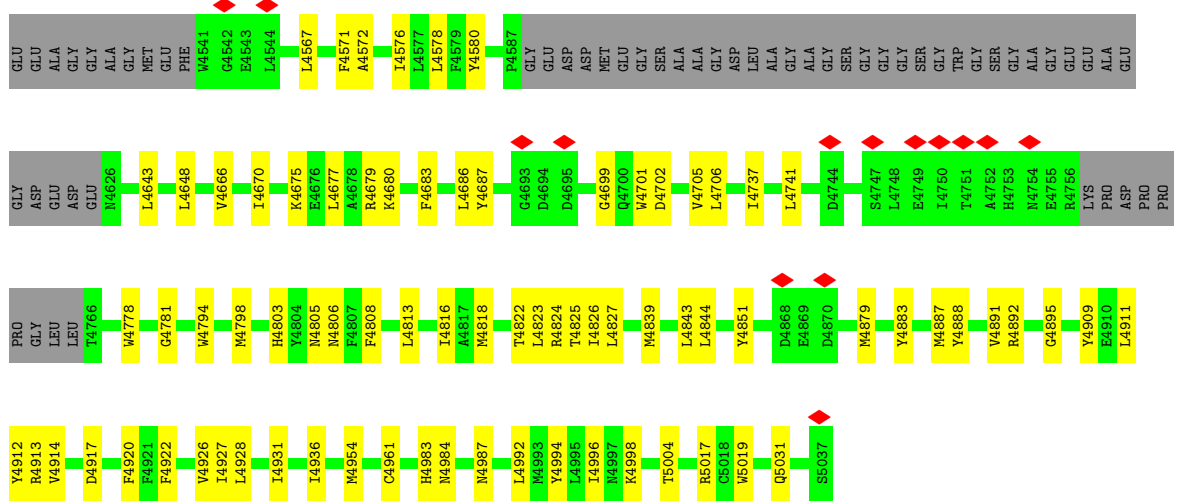 GLU GLU ALA GLY GLY ALA GLY MET GLU PHE W4541 G4542 E4543 L4544 L4567 F4571 A4572 I4576 L4577 L4578 F4579 Y4580 P4587 GLY GLU ASP ASP MET GLU GLY SER ALA ALA GLY ASP LEU ALA GLY ALA GLY SER GLY GLY GLY SER GLY TRP GLY SER GLY ALA GLY GLU GLU ALA GLU
GLY ASP GLU ASP GLU N4626 L4643 L4648 V4666 I4670 K4675 E4676 L4677 A4678 R4679 K4680 F4683 L4686 Y4687 G4693 D4694 D4695 G4699 Q4700 W4701 D4702 V4705 L4706 I4737 L4741 D4744 S4747 L4748 E4749 I4750 T4751 A4752 H4753 N4754 E4755 R4756 LYS PRO ASP PRO PRO
PRO GLY LEU LEU T4766 W4778 G4781 W4794 M4798 H4803 Y4804 N4805 N4806 F4807 F4808 L4813 I4816 A4817 M4818 T4822 L4823 R4824 T4825 I4826 L4827 M4839 L4843 L4844 Y4851 D4868 E4869 D4870 M4879 Y4883 M4887 Y4888 V4891 R4892 G4895 Y4909 E4910 L4911
Y4912 R4913 V4914 D4917 F4920 F4921 F4922 V4926 I4927 L4928 I4931 I4936 M4954 C4961 H4983 N4984 N4987 L4992 M4993 Y4994 L4995 I4996 N4997 K4998 T5004 R5017 C5018 W5019 Q5031 S5037